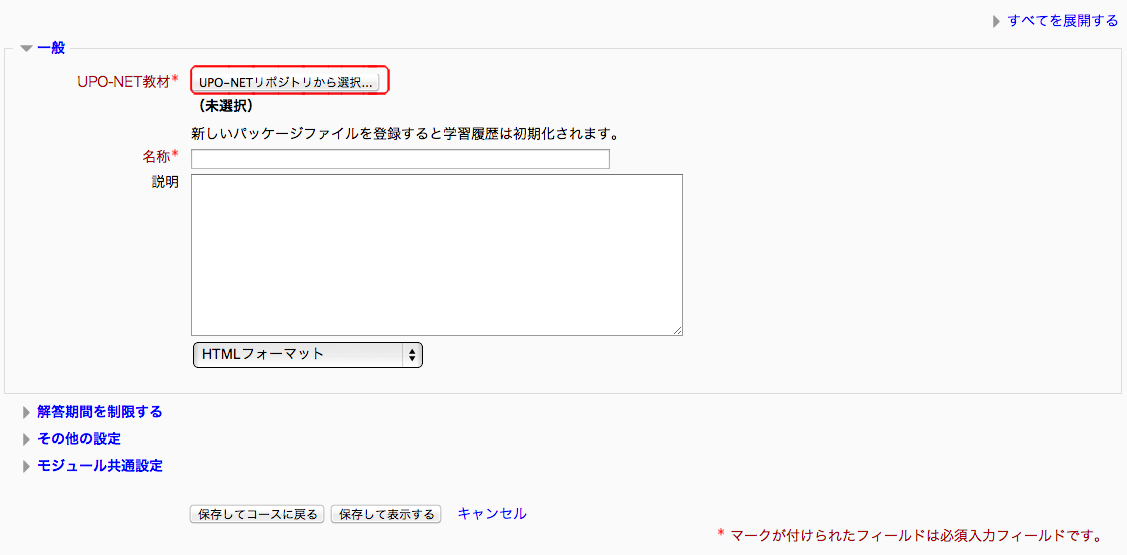 すべてを展開する
一般
UPO-NET教材*
UPO-NETリポジトリから選択...
(未選択)
新しいパッケージファイルを登録すると学習履歴は初期化されます。
名称*
説明
HTMLフォーマット
解答期間を制限する
その他の設定
モジュール共通設定
保存してコースに戻る 保存して表示する キャンセル
* マークが付けられたフィールドは必須入力フィールドです。